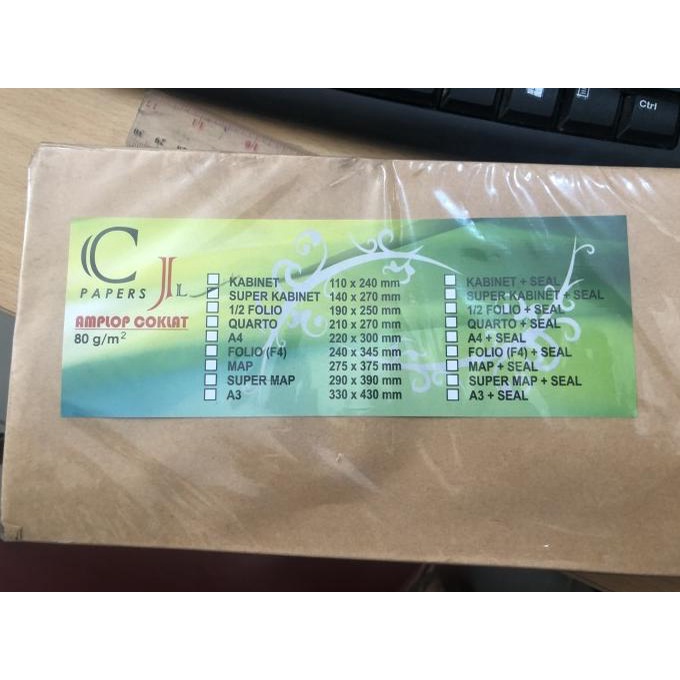 CC
PAPERS
JL
AMPLOP COKLAT
80 g/m²
KABINET 110 x 240 mm KABINET + SEAL
SUPER KABINET 140 x 270 mm SUPER KABINET + SEAL
1/2 FOLIO 190 x 250 mm 1/2 FOLIO + SEAL
QUARTO 210 x 270 mm QUARTO + SEAL
A4 220 x 300 mm A4 + SEAL
FOLIO (F4) 240 x 345 mm FOLIO (F4) + SEAL
MAP 275 x 375 mm MAP + SEAL
SUPER MAP 290 x 390 mm SUPER MAP + SEAL
A3 330 x 430 mm A3 + SEAL
Ctrl